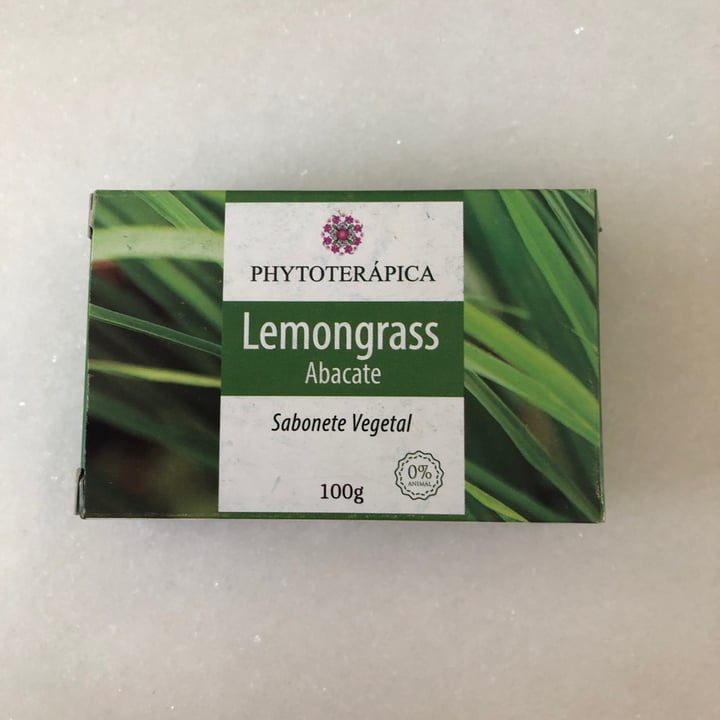 PHYTOTERÁPICA
Lemongrass
Abacate
Sabonete Vegetal
100g
0%
ANIMAL